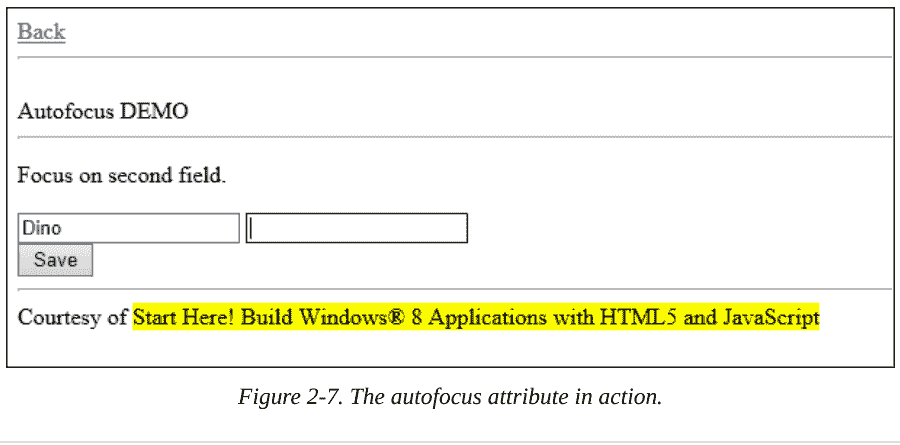 Back
Autofocus DEMO
Focus on second field.
Dino
Save
Courtesy of Start Here! Build Windows® 8 Applications with HTML5 and JavaScript
Figure 2-7. The autofocus attribute in action.